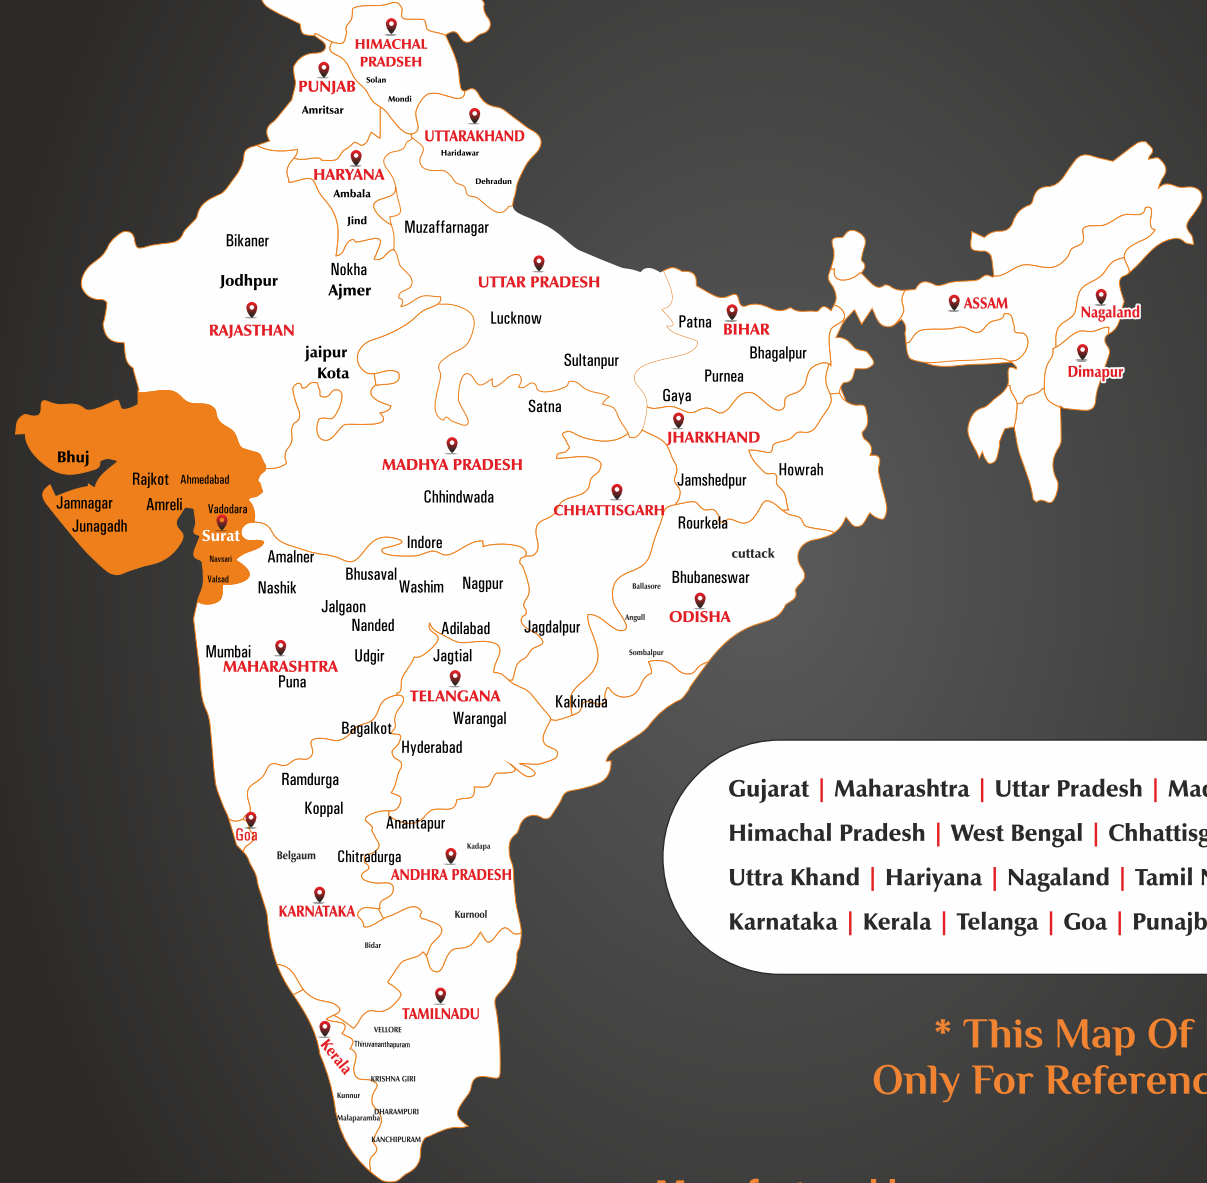 HIMACHAL
PRADSEH
Solan
Mondi
PUNJAB
Amritsar
UTTARAKHAND
Haridawar
Dehradun
HARYANA
Ambala
Jind
Muzaffarnagar
Bikaner
Jodhpur
Nokha
Ajmer
RAJASTHAN
jaipur
Kota
UTTAR PRADESH
Lucknow
Sultanpur
Patna
BIHAR
Bhagalpur
Purnea
Gaya
ASSAM
Nagaland
Dimapur
Satna
MADHYA PRADESH
Chhindwada
Indore
JHARKHAND
Jamshedpur
Howrah
CHHATTISGARH
Jagdalpur
Rourkela
cuttack
Bhubaneswar
Ballasore
Angull
ODISHA
Sombalpur
Bhuj
Rajkot
Ahmedabad
Jamnagar
Amreli
Vadodara
Junagadh
Surat
Navsari
Valsad
Amalner
Nashik
Bhusaval
Washim
Nagpur
Jalgaon
Nanded
Mumbai
MAHARASHTRA
Puna
Udgir
Adilabad
Jagtial
TELANGANA
Warangal
Hyderabad
Kakinada
Bagalkot
Ramdurga
Koppal
Goa
Belgaum
Chitradurga
KARNATAKA
Bidar
Anantapur
Kadapa
ANDHRA PRADESH
Kurnool
TAMILNADU
VELLORE
Thiruvananthapuram
Kerala
KRISHNA GIRI
Kunnur
DHARAMPURI
Malaparamba
KANCHIPURAM
Gujarat | Maharashtra | Uttar Pradesh | Mad
Himachal Pradesh | West Bengal | Chhattisg
Uttra Khand | Hariyana | Nagaland | Tamil N
Karnataka | Kerala | Telanga | Goa | Punajb
* This Map Of
Only For Referenc